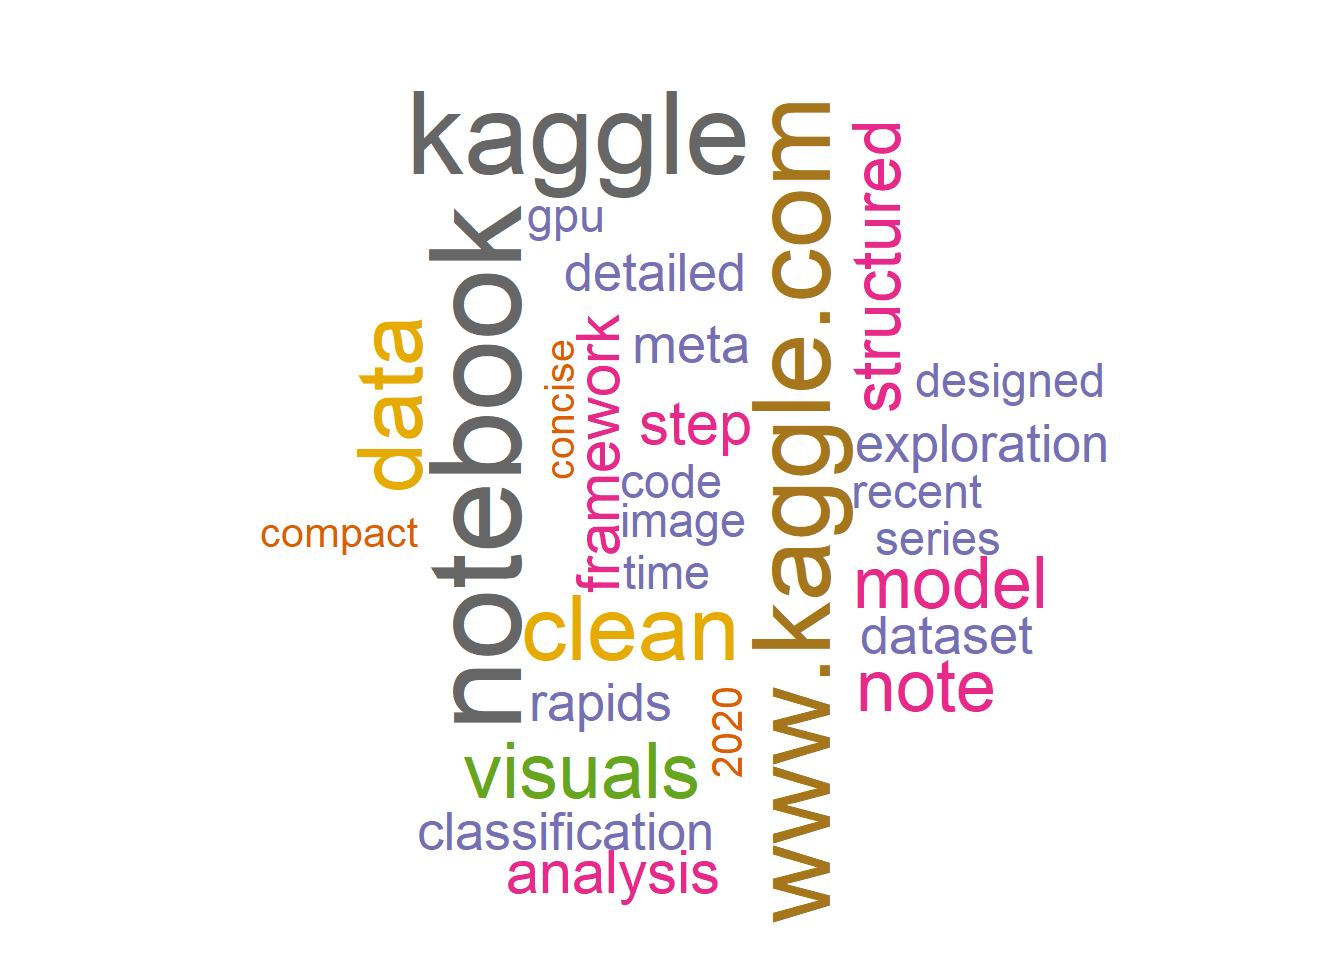 kaggle
www.kaggle.com
structured
notebook
gpu
detailed
data
concise
framework
meta
step
designed
exploration
code
recent
image
series
compact
time
model
clean
dataset
note
rapids
2020
visuals
classification
analysis